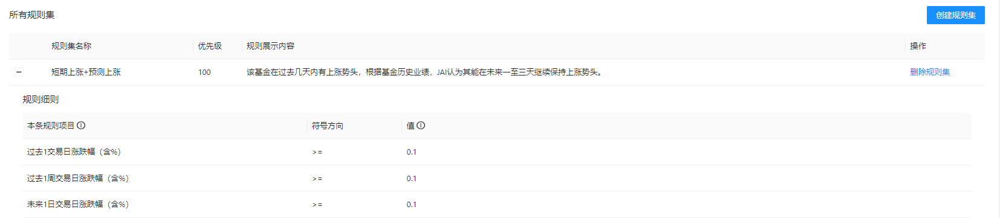 所有规则集 创建规则集
规则集名称 优先级 规则展示内容 操作
短期上涨+预测上涨 100 该基金在过去几天内有上涨势头，根据基金历史业绩，JAI认为其能在未来一至三天继续保持上涨势头。 删除规则集
规则细则
本条规则项目 符号方向 值
过去1交易日涨跌幅（含%） >= 0.1
过去1周交易日涨跌幅（含%） >= 0.1
未来1日交易日涨跌幅（含%） >= 0.1